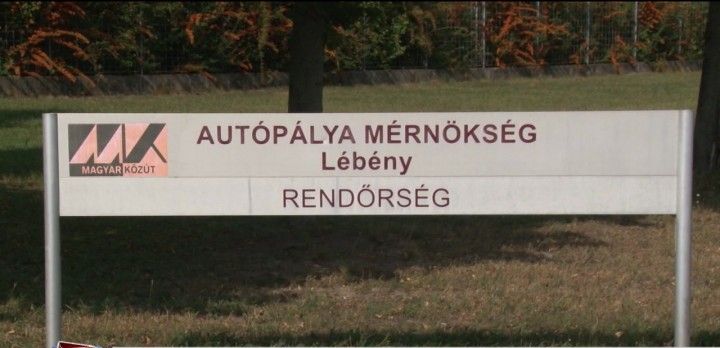 AUTÓPÁLYA MÉRNÖKSÉG
Lébény
MK
MAGYAR KÖZÚT
RENDŐRSÉG